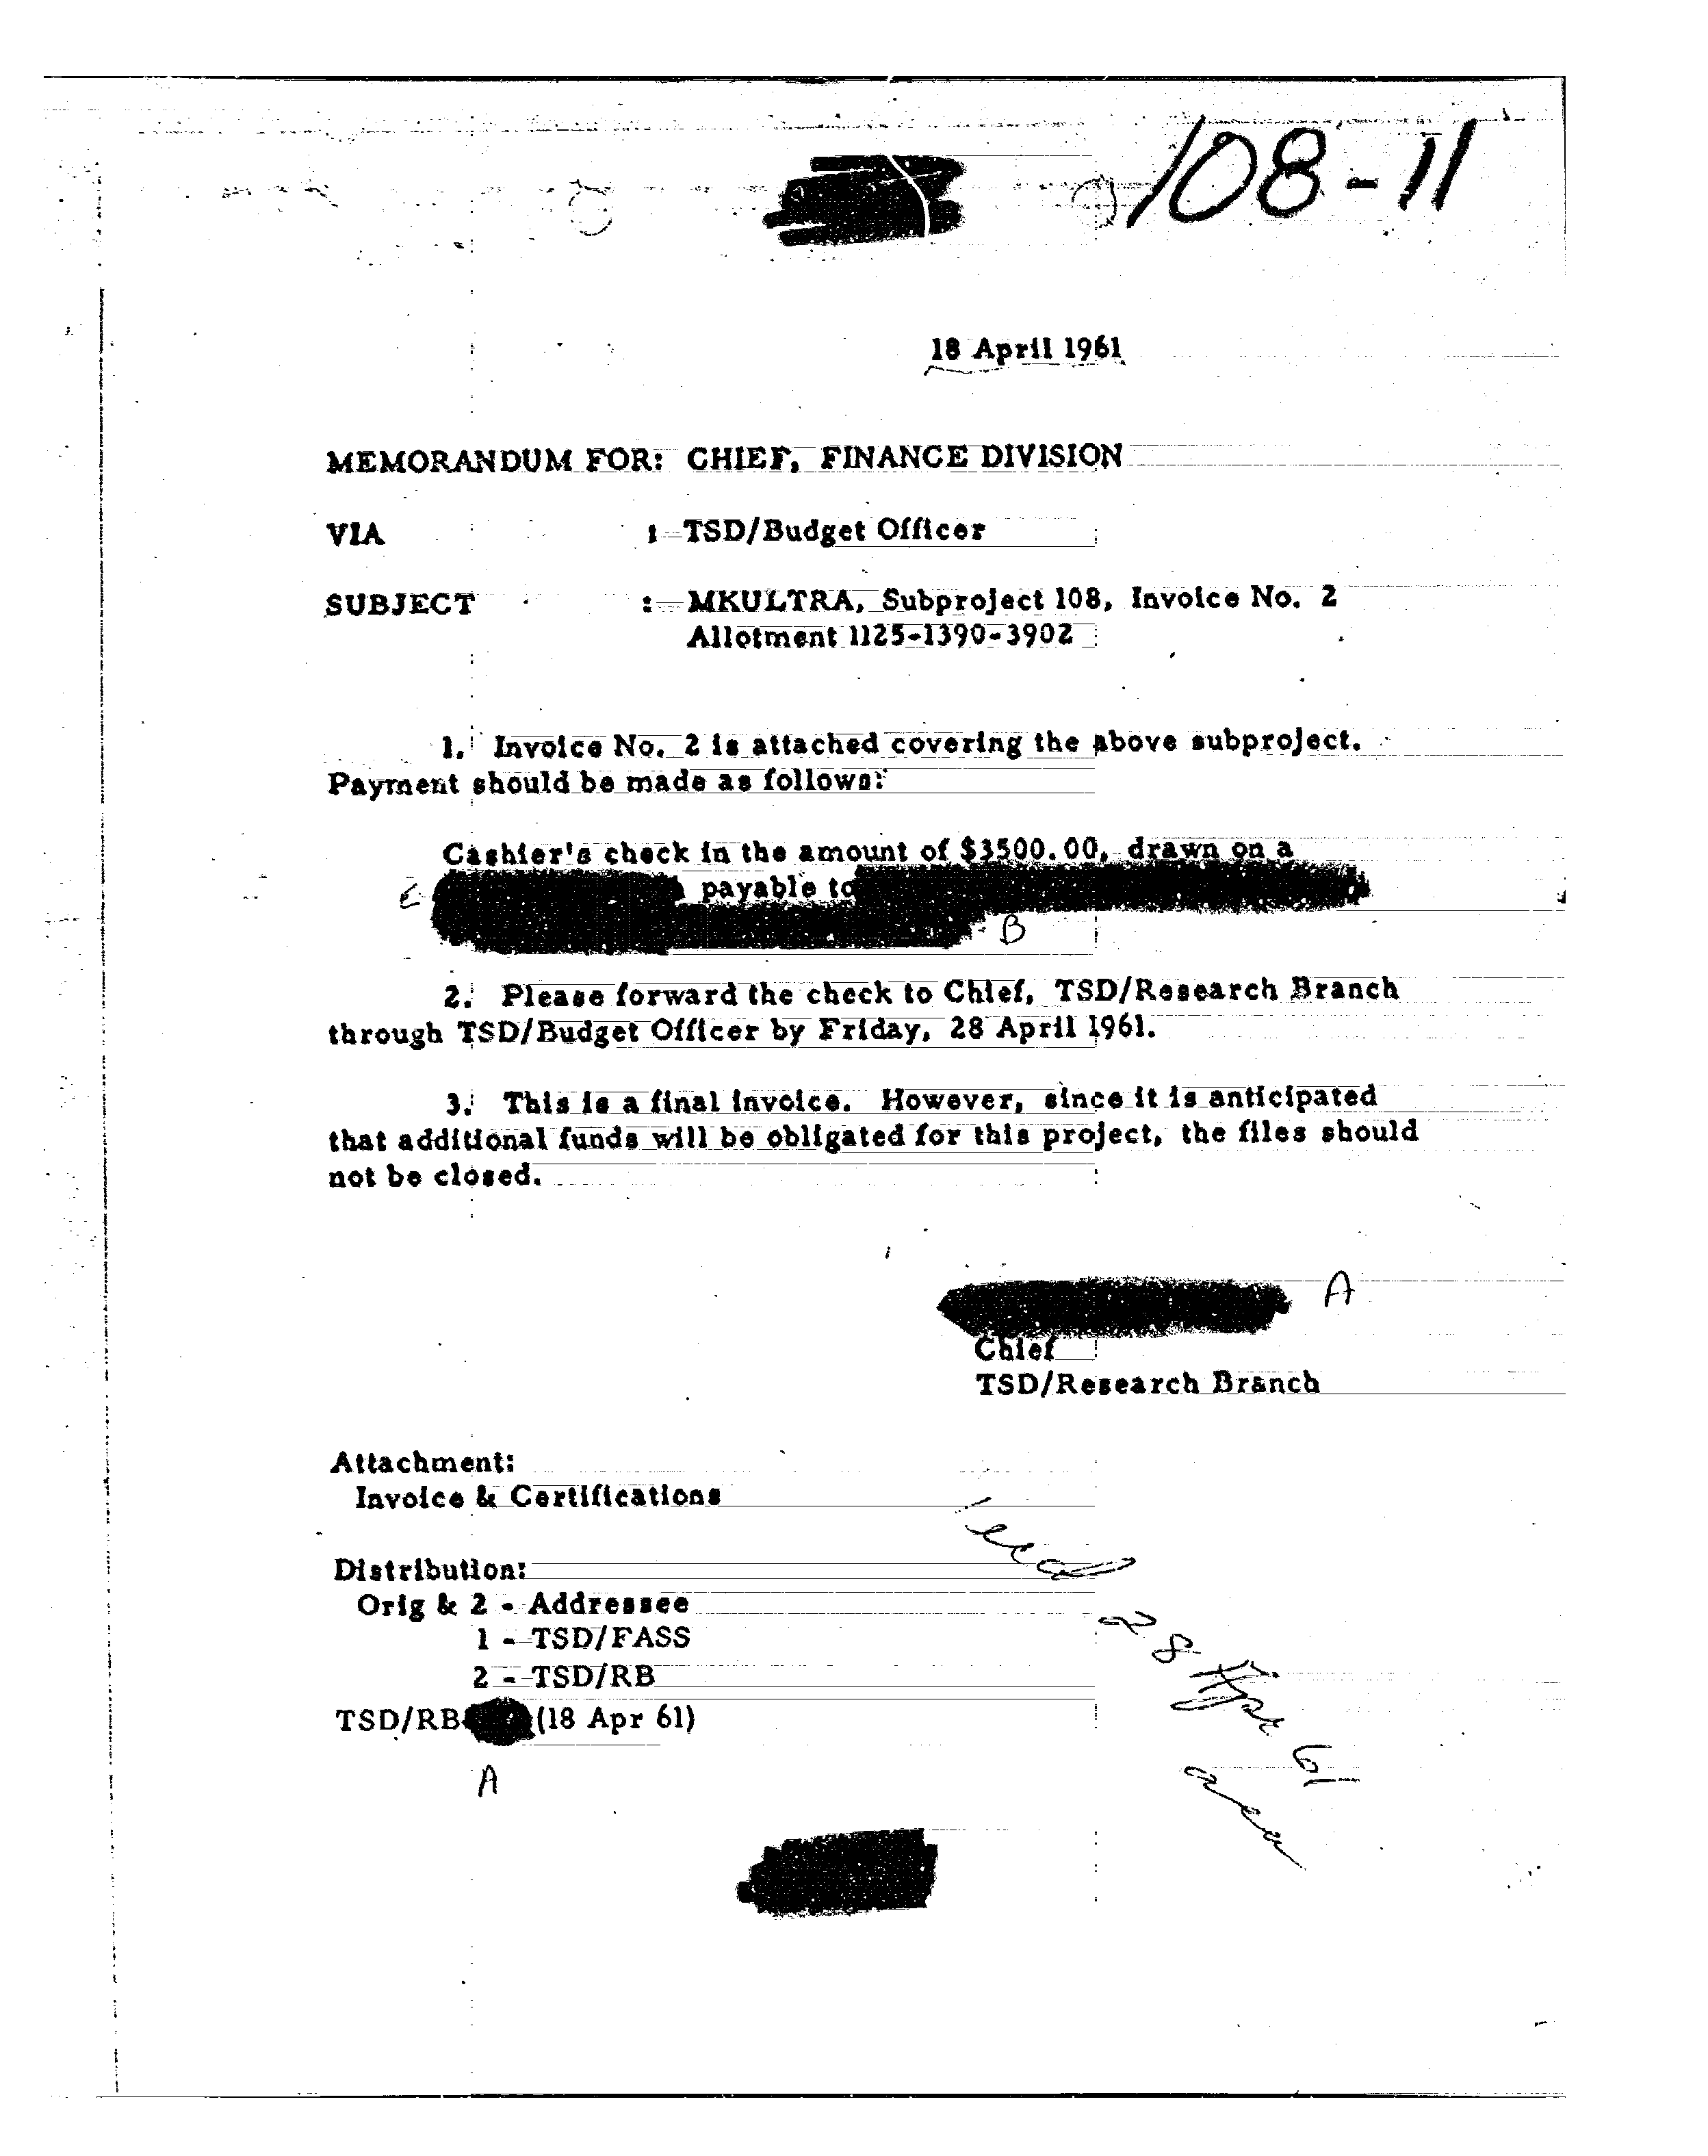 108-11
18 April 1961
MEMORANDUM FOR: CHIEF, FINANCE DIVISION
VIA : TSD/Budget Officer
SUBJECT : MKULTRA, Subproject 108, Invoice No. 2
Allotment 1125-1390-3902
1. Invoice No. 2 is attached covering the above subproject.
Payment should be made as follows:
Cashier's check in the amount of $3500.00, drawn on a
payable to
B
2. Please forward the check to Chief, TSD/Research Branch
through TSD/Budget Officer by Friday, 28 April 1961.
3. This is a final invoice. However, since it is anticipated
that additional funds will be obligated for this project, the files should
not be closed.
A
Chief
TSD/Research Branch
Attachment:
Invoice & Certifications
Distribution:
Orig & 2 - Addressee
1 - TSD/FASS
2 - TSD/RB
TSD/RB (18 Apr 61)
A
28 Apr 61